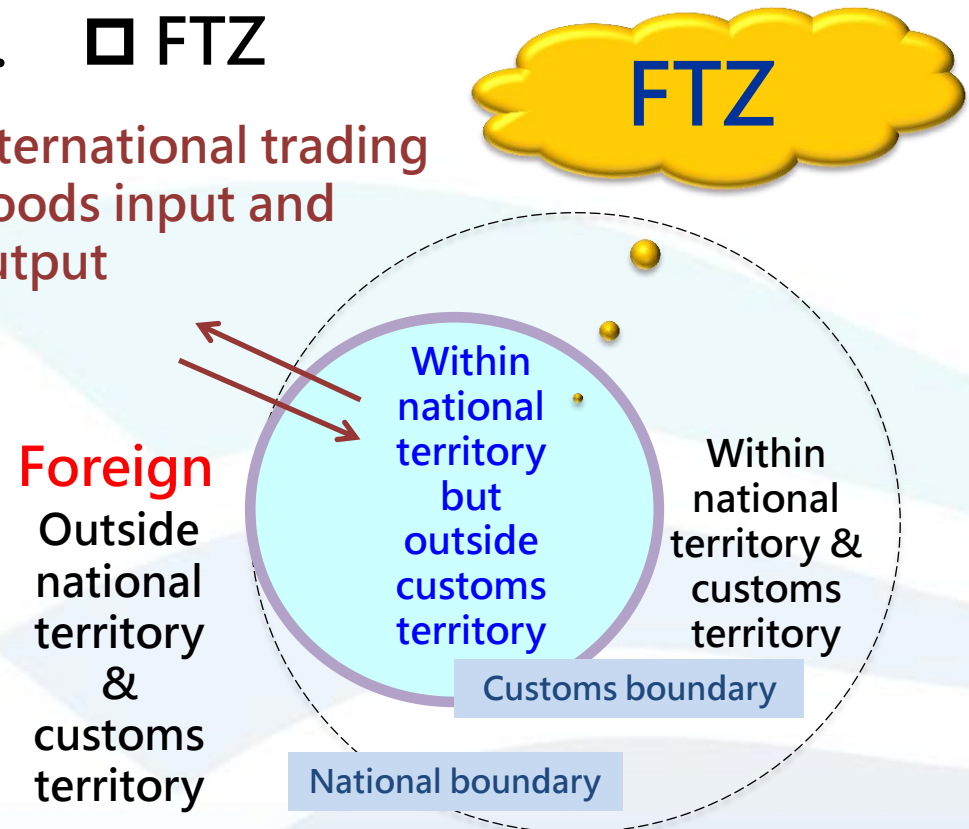 . □ FTZ
FTZ
nternational trading
oods input and
utput
Within
national
territory
but
outside
customs
territory
Foreign
Outside
national
territory
&
customs
territory
Within
national
territory &
customs
territory
Customs boundary
National boundary